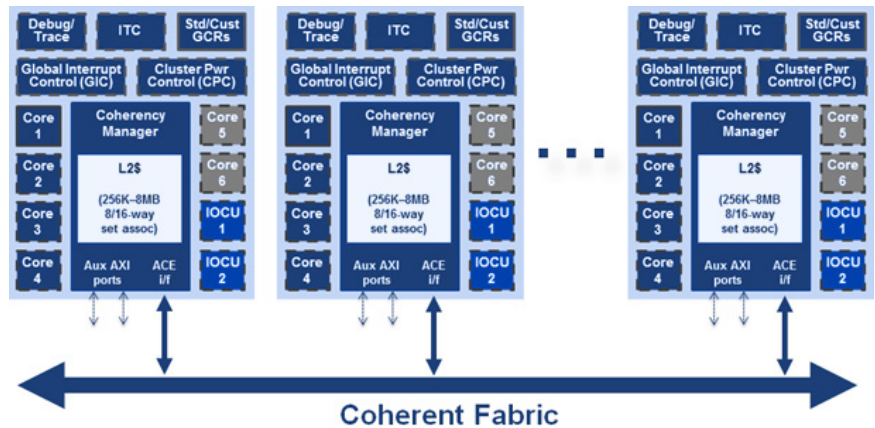 Debug/
Trace
ITC
Std/Cust
GCRs
Global Interrupt
Control (GIC)
Cluster Pwr
Control (CPC)
Core
1
Core
2
Core
3
Core
4
Coherency
Manager
L2$
(256K–8MB
8/16-way
set assoc)
Aux AXI
ports
ACE
i/f
Core
5
Core
6
IOCU
1
IOCU
2
Debug/
Trace
ITC
Std/Cust
GCRs
Global Interrupt
Control (GIC)
Cluster Pwr
Control (CPC)
Core
1
Core
2
Core
3
Core
4
Coherency
Manager
L2$
(256K–8MB
8/16-way
set assoc)
Aux AXI
ports
ACE
i/f
Core
5
Core
6
IOCU
1
IOCU
2
Debug/
Trace
ITC
Std/Cust
GCRs
Global Interrupt
Control (GIC)
Cluster Pwr
Control (CPC)
Core
1
Core
2
Core
3
Core
4
Coherency
Manager
L2$
(256K–8MB
8/16-way
set assoc)
Aux AXI
ports
ACE
i/f
Core
5
Core
6
IOCU
1
IOCU
2
Coherent Fabric